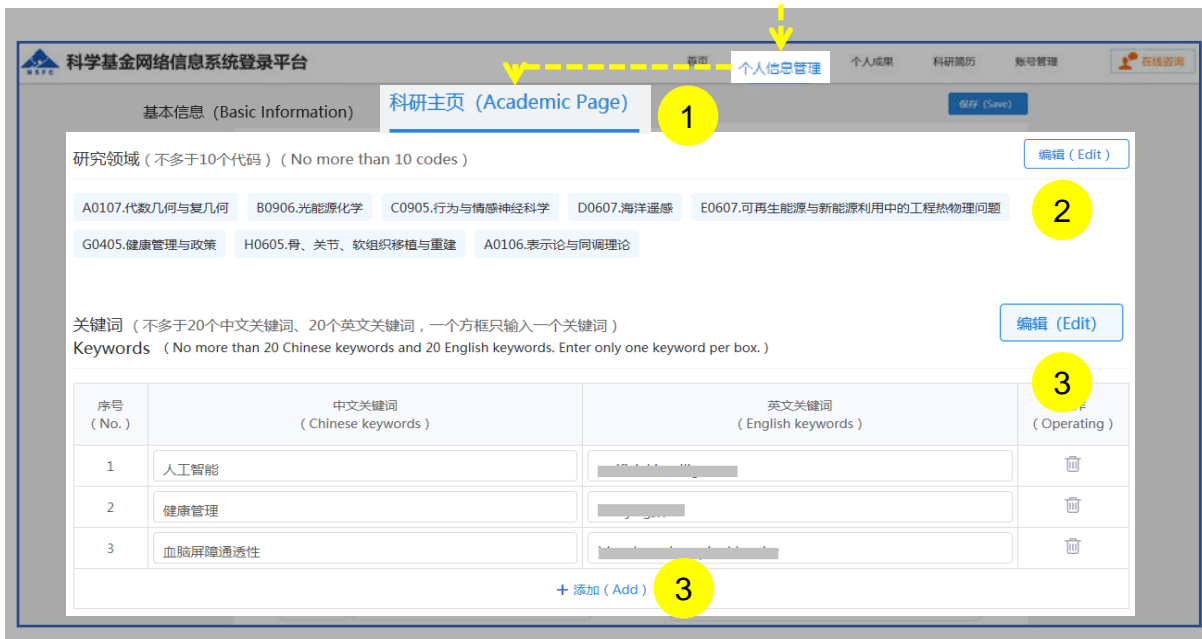 NSFC 科学基金网络信息系统登录平台 首页 个人信息管理 个人成果 科研简历 账号管理 在线咨询
基本信息（Basic Information） 科研主页（Academic Page） 1 保存（Save）
研究领域（不多于10个代码）（No more than 10 codes） 编辑（Edit）
A0107.代数几何与复几何 B0906.光能源化学 C0905.行为与情感神经科学 D0607.海洋遥感 E0607.可再生能源与新能源利用中的工程热物理问题 2
G0405.健康管理与政策 H0605.骨、关节、软组织移植与重建 A0106.表示论与同调理论
关键词（不多于20个中文关键词、20个英文关键词，一个方框只输入一个关键词） 编辑（Edit）
Keywords （No more than 20 Chinese keywords and 20 English keywords. Enter only one keyword per box.）
3
序号 中文关键词 英文关键词
（No.） （Chinese keywords） （English keywords） （Operating）
1 人工智能
2 健康管理
3 血脑屏障通透性
+ 添加（Add） 3